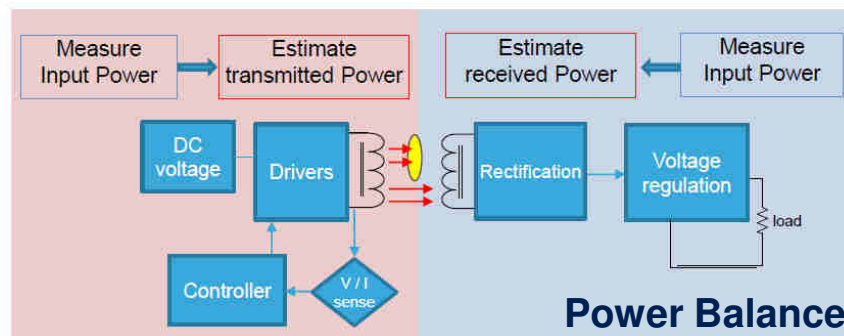 Measure
Input Power
Estimate
transmitted Power
Estimate
received Power
Measure
Input Power
DC
voltage
Drivers
Rectification
Voltage
regulation
load
Controller
V / I
sense
Power Balance